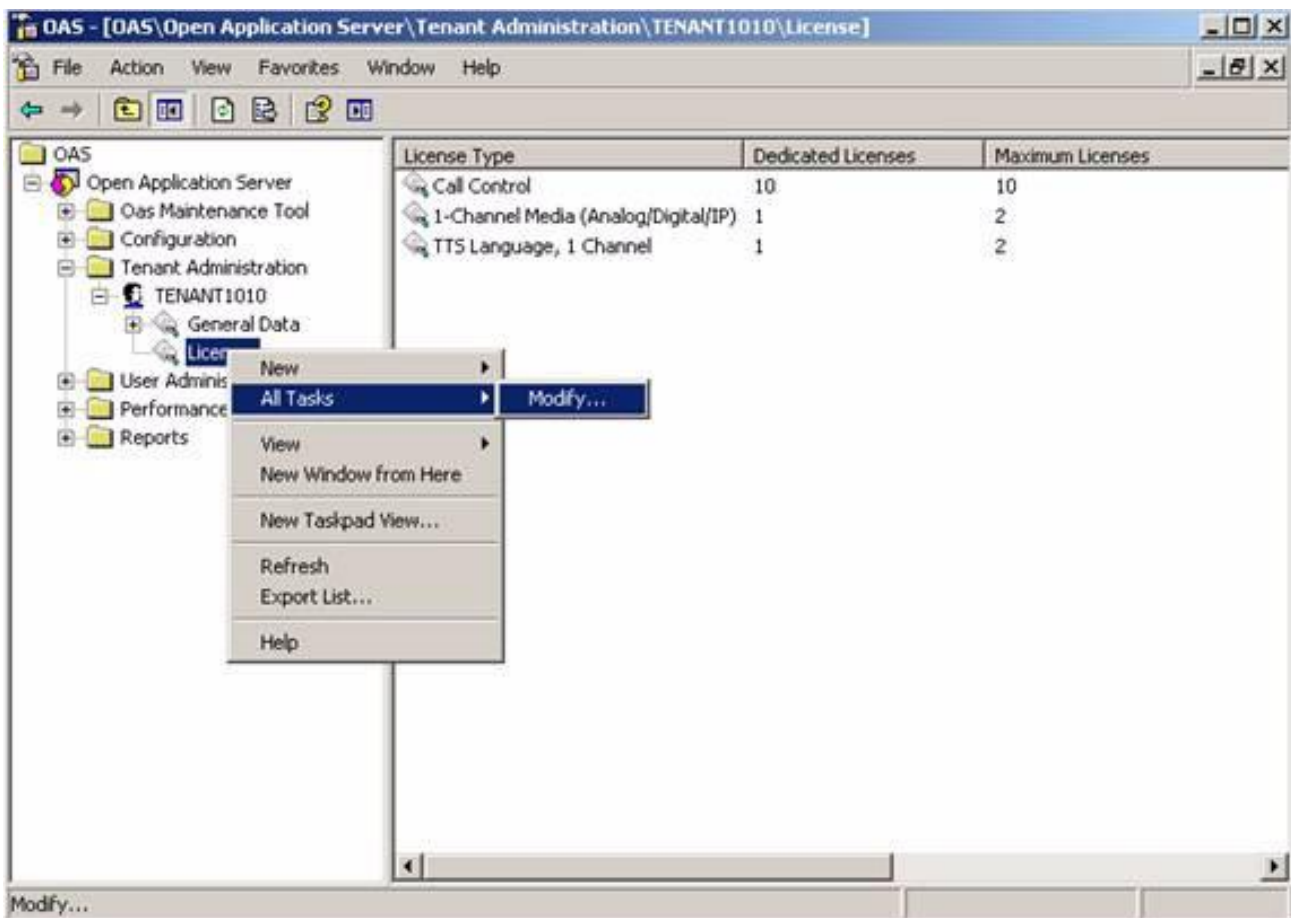 OAS - [OAS\Open Application Server\Tenant Administration\TENANT1010\License]
File Action View Favorites Window Help
OAS
Open Application Server
Oas Maintenance Tool
Configuration
Tenant Administration
TENANT1010
General Data
Licen
User Adminis
Performance
Reports
License Type Dedicated Licenses Maximum Licenses
Call Control 10 10
1-Channel Media (Analog/Digital/IP) 1 2
TTS Language, 1 Channel 1 2
New
All Tasks
View
New Window from Here
New Taskpad View...
Refresh
Export List...
Help
Modify...
Modify...